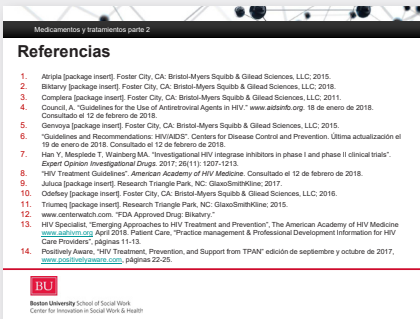 Medicamentos y tratamientos parte 2
Referencias
1. Atripla [package insert]. Foster City, CA: Bristol-Myers Squibb & Gilead Sciences, LLC; 2015.
2. Biktarvy [package insert]. Foster City, CA: Bristol-Myers Squibb & Gilead Sciences, LLC; 2018.
3. Complera [package insert]. Foster City, CA: Bristol-Myers Squibb & Gilead Sciences, LLC; 2011.
4. Council, A. "Guidelines for the Use of Antiretroviral Agents in HIV." www.aidsinfo.org. 18 de enero de 2018.
Consultado el 12 de febrero de 2018.
5. Genvoya [package insert]. Foster City, CA: Bristol-Myers Squibb & Gilead Sciences, LLC; 2015.
6. "Guidelines and Recommendations: HIV/AIDS". Centers for Disease Control and Prevention. Última actualización el
19 de enero de 2018. Consultado el 12 de febrero de 2018.
7. Han Y, Mesplede T, Wainberg MA. "Investigational HIV integrase inhibitors in phase I and phase II clinical trials".
Expert Opinion Investigational Drugs. 2017; 26(11): 1207-1213.
8. "HIV Treatment Guidelines". American Academy of HIV Medicine. Consultado el 12 de febrero de 2018.
9. Juluca [package insert]. Research Triangle Park, NC: GlaxoSmithKline; 2017.
10. Odefsey [package insert]. Foster City, CA: Bristol-Myers Squibb & Gilead Sciences, LLC; 2016.
11. Triumeq [package insert]. Research Triangle Park, NC: GlaxoSmithKline; 2015.
12. www.centerwatch.com. "FDA Approved Drug: Bikatvry."
13. HIV Specialist, "Emerging Approaches to HIV Treatment and Prevention", The American Academy of HIV Medicine
www.aahivm.org April 2018. Patient Care, "Practice management & Professional Development Information for HIV
Care Providers", páginas 11-13.
14. Positively Aware, "HIV Treatment, Prevention, and Support from TPAN" edición de septiembre y octubre de 2017,
www.positivelyaware.com, páginas 22-25.
BU
Boston University School of Social Work
Center for Innovation in Social Work & Health